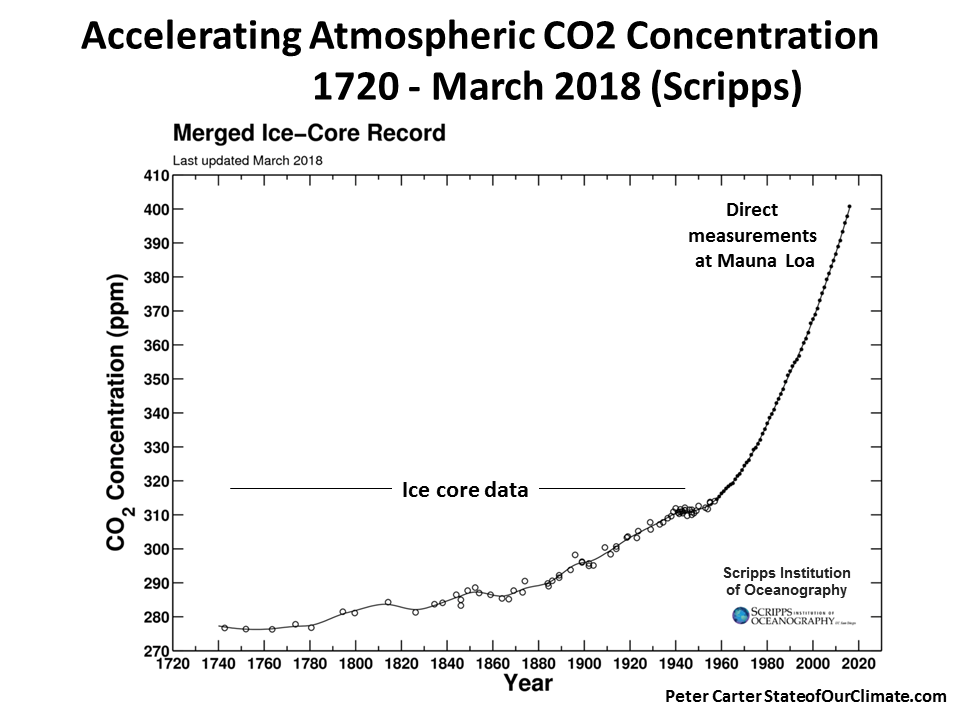 Accelerating Atmospheric CO2 Concentration
1720 - March 2018 (Scripps)
Merged Ice-Core Record
Last updated March 2018
410
400
390
380
370
360
350
340
330
320
310
300
290
280
270
CO2 Concentration (ppm)
Direct
measurements
at Mauna Loa
Ice core data
Scripps Institution
of Oceanography
SCRIPPS INSTITUTION OF
OCEANOGRAPHY UC San Diego
1720 1740 1760 1780 1800 1820 1840 1860 1880 1900 1920 1940 1960 1980 2000 2020
Year
Peter Carter StateofOurClimate.com